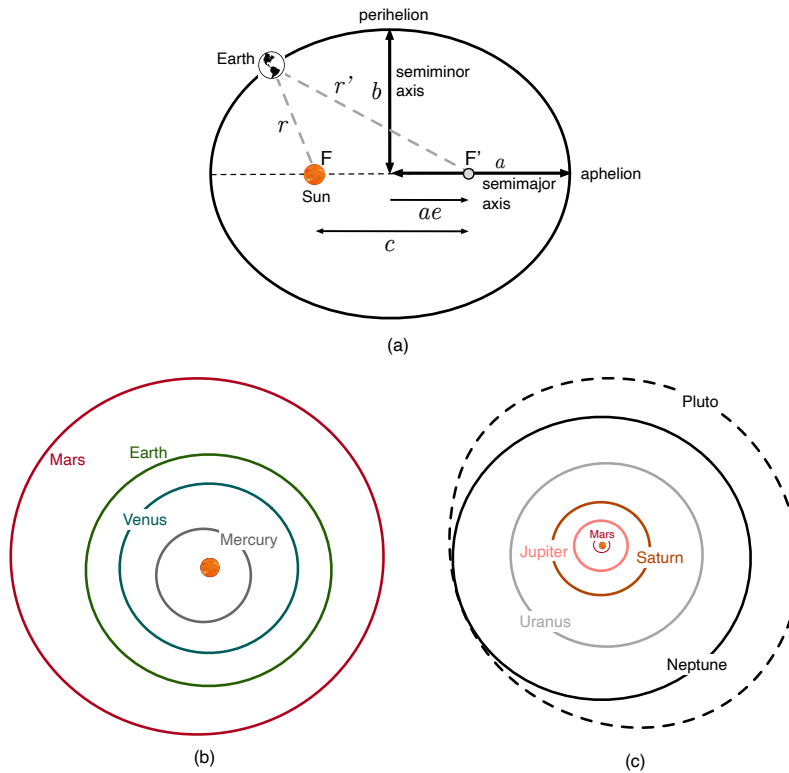 perihelion
Earth
semiminor
axis
r'
b
r
F
F'
a
Sun
semimajor
axis
aphelion
ae
c
(a)
Mars
Earth
Venus
Mercury
(b)
Pluto
Mars
Jupiter
Saturn
Uranus
Neptune
(c)